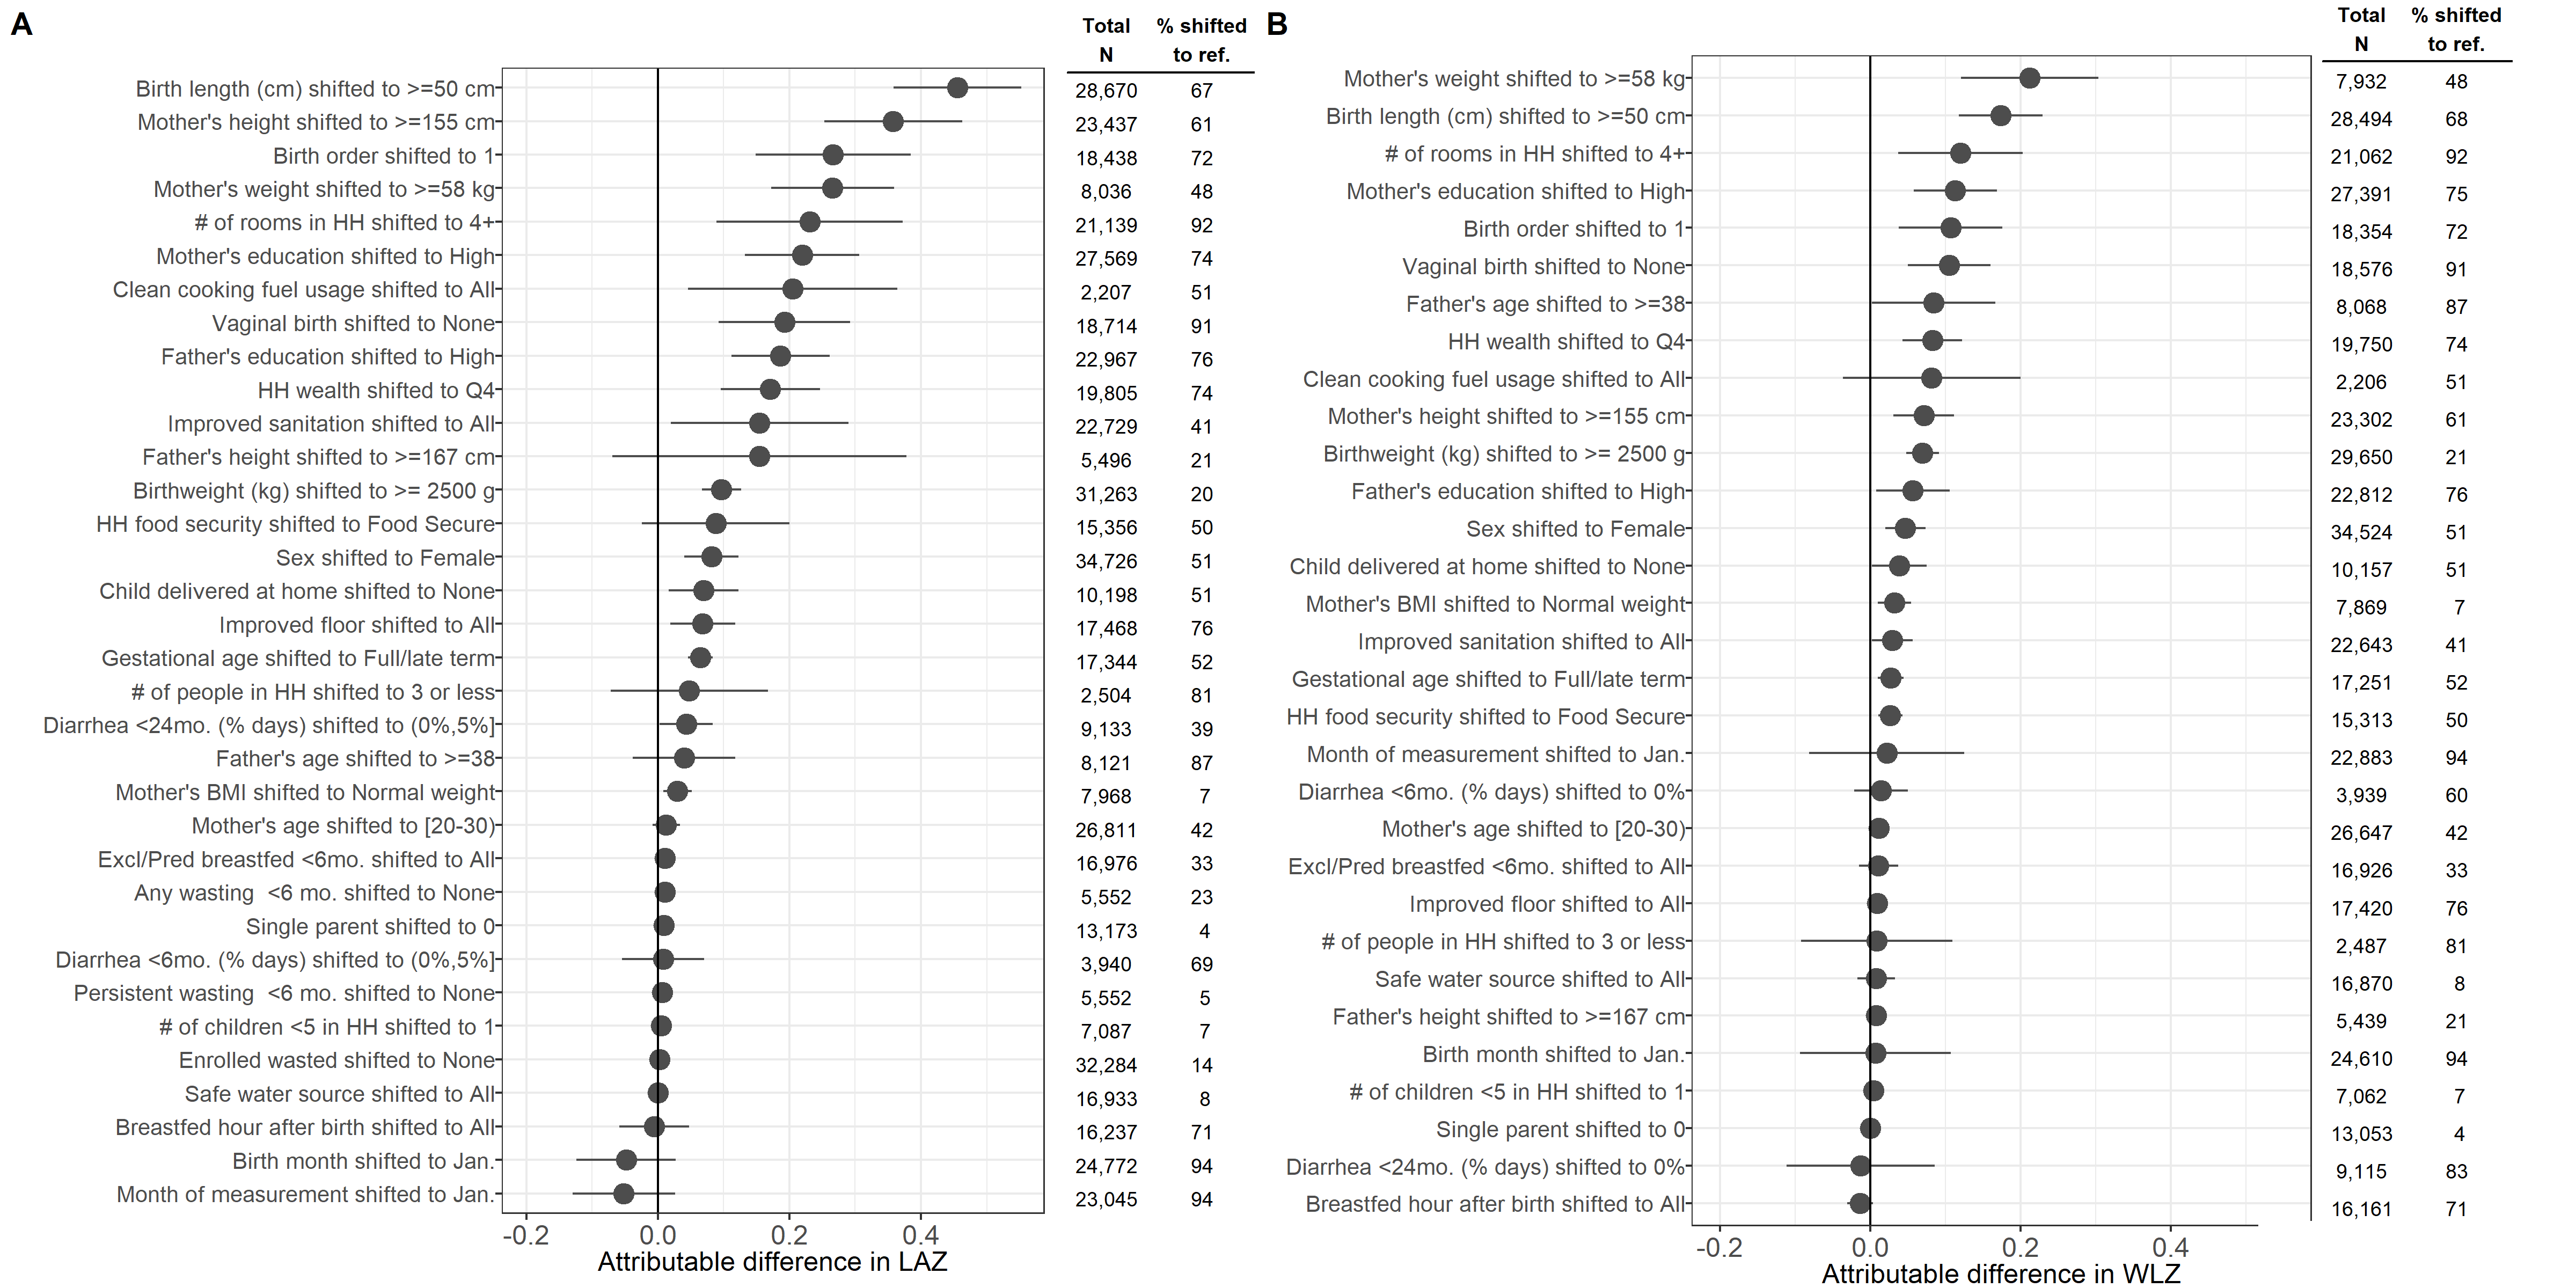 A
Total % shifted
N to ref.
Birth length (cm) shifted to >=50 cm 28,670 67
Mother's height shifted to >=155 cm 23,437 61
Birth order shifted to 1 18,438 72
Mother's weight shifted to >=58 kg 8,036 48
# of rooms in HH shifted to 4+ 21,139 92
Mother's education shifted to High 27,569 74
Clean cooking fuel usage shifted to All 2,207 51
Vaginal birth shifted to None 18,714 91
Father's education shifted to High 22,967 76
HH wealth shifted to Q4 19,805 74
Improved sanitation shifted to All 22,729 41
Father's height shifted to >=167 cm 5,496 21
Birthweight (kg) shifted to >= 2500 g 31,263 20
HH food security shifted to Food Secure 15,356 50
Sex shifted to Female 34,726 51
Child delivered at home shifted to None 10,198 51
Improved floor shifted to All 17,468 76
Gestational age shifted to Full/late term 17,344 52
# of people in HH shifted to 3 or less 2,504 81
Diarrhea <24mo. (% days) shifted to (0%,5%] 9,133 39
Father's age shifted to >=38 8,121 87
Mother's BMI shifted to Normal weight 7,968 7
Mother's age shifted to [20-30) 26,811 42
Excl/Pred breastfed <6mo. shifted to All 16,976 33
Any wasting <6 mo. shifted to None 5,552 23
Single parent shifted to 0 13,173 4
Diarrhea <6mo. (% days) shifted to (0%,5%] 3,940 69
Persistent wasting <6 mo. shifted to None 5,552 5
# of children <5 in HH shifted to 1 7,087 7
Enrolled wasted shifted to None 32,284 14
Safe water source shifted to All 16,933 8
Breastfed hour after birth shifted to All 16,237 71
Birth month shifted to Jan. 24,772 94
Month of measurement shifted to Jan. 23,045 94
-0.2 0.0 0.2 0.4
Attributable difference in LAZ
B
Total % shifted
N to ref.
Mother's weight shifted to >=58 kg 7,932 48
Birth length (cm) shifted to >=50 cm 28,494 68
# of rooms in HH shifted to 4+ 21,062 92
Mother's education shifted to High 27,391 75
Birth order shifted to 1 18,354 72
Vaginal birth shifted to None 18,576 91
Father's age shifted to >=38 8,068 87
HH wealth shifted to Q4 19,750 74
Clean cooking fuel usage shifted to All 2,206 51
Mother's height shifted to >=155 cm 23,302 61
Birthweight (kg) shifted to >= 2500 g 29,650 21
Father's education shifted to High 22,812 76
Sex shifted to Female 34,524 51
Child delivered at home shifted to None 10,157 51
Mother's BMI shifted to Normal weight 7,869 7
Improved sanitation shifted to All 22,643 41
Gestational age shifted to Full/late term 17,251 52
HH food security shifted to Food Secure 15,313 50
Month of measurement shifted to Jan. 22,883 94
Diarrhea <6mo. (% days) shifted to 0% 3,939 60
Mother's age shifted to [20-30) 26,647 42
Excl/Pred breastfed <6mo. shifted to All 16,926 33
Improved floor shifted to All 17,420 76
# of people in HH shifted to 3 or less 2,487 81
Safe water source shifted to All 16,870 8
Father's height shifted to >=167 cm 5,439 21
Birth month shifted to Jan. 24,610 94
# of children <5 in HH shifted to 1 7,062 7
Single parent shifted to 0 13,053 4
Diarrhea <24mo. (% days) shifted to 0% 9,115 83
Breastfed hour after birth shifted to All 16,161 71
-0.2 0.0 0.2 0.4
Attributable difference in WLZ